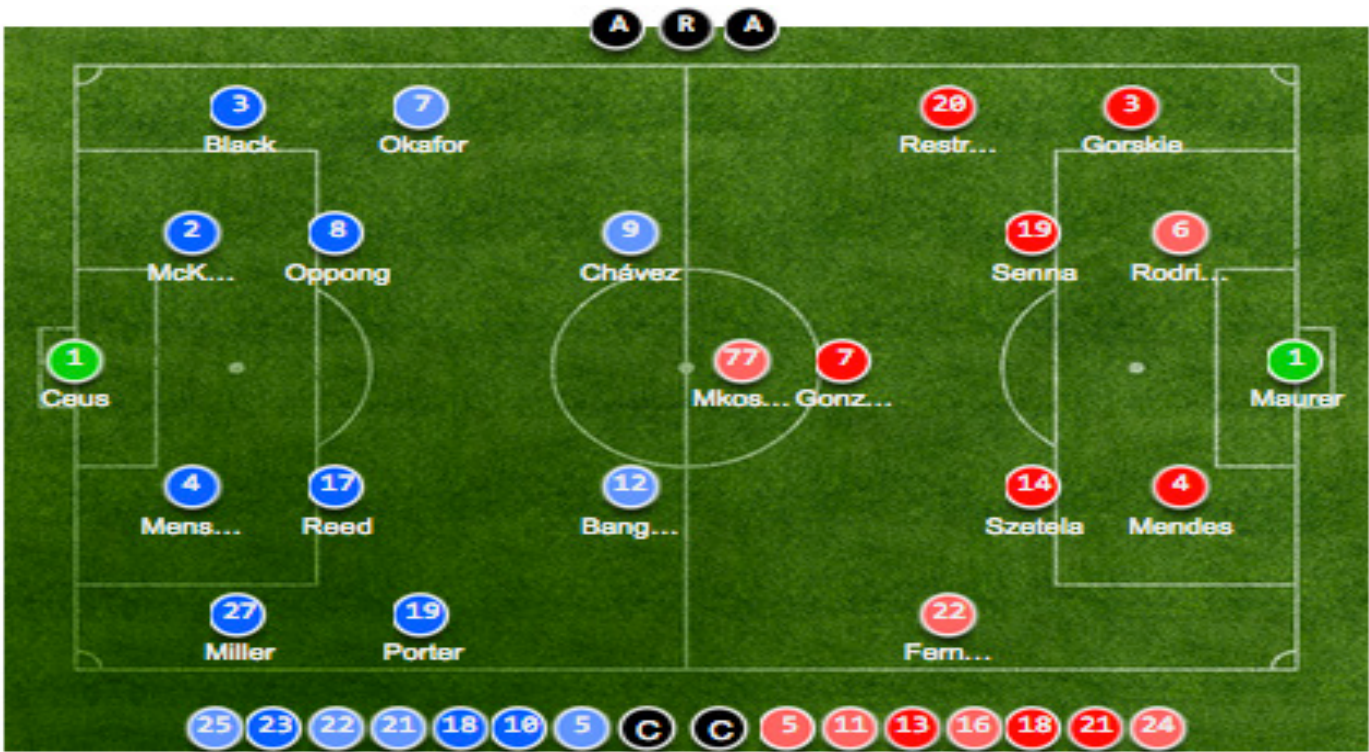 A R A
3 7 20 3
Black Okafor Restr... Gorskie
2 8 9 19 6
McK... Oppong Chávez Senna Rodri...
1 77 7 1
Ceus Mkos... Gonz... Maurer
4 17 12 14 4
Mens... Reed Bang... Szetela Mendes
27 19 22
Miller Porter Fern...
25 23 22 21 18 10 5 C C 5 11 13 16 18 21 24